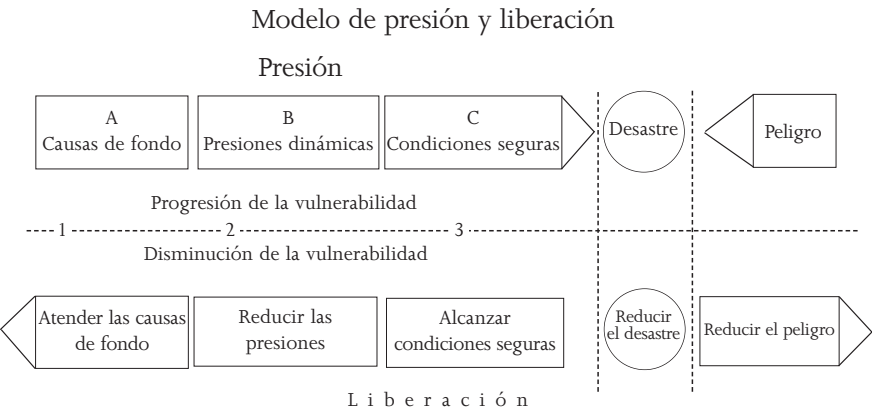 Modelo de presión y liberación
Presión
A
Causas de fondo
B
Presiones dinámicas
C
Condiciones seguras
Desastre
Peligro
Progresión de la vulnerabilidad
1 2 3
Disminución de la vulnerabilidad
Atender las causas
de fondo
Reducir las
presiones
Alcanzar
condiciones seguras
Reducir
el desastre
Reducir el peligro
Liberación